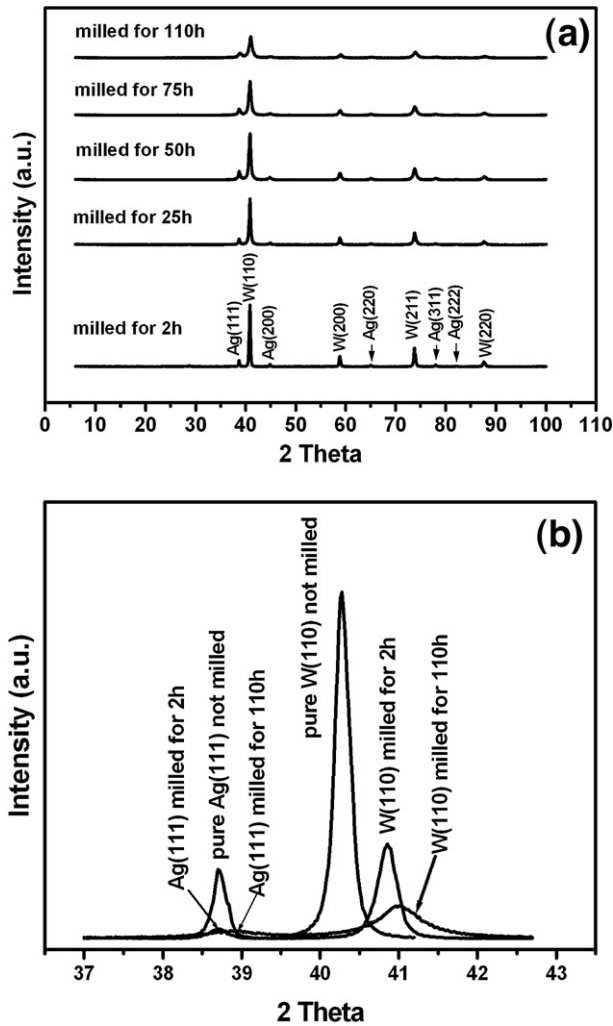 (a)
milled for 110h
milled for 75h
milled for 50h
milled for 25h
milled for 2h
Ag(111)
W(110)
Ag(200)
W(200)
Ag(220)
W(211)
Ag(311)
Ag(222)
W(220)
Intensity (a.u.)
0 10 20 30 40 50 60 70 80 90 100 110
2 Theta
(b)
Ag(111) milled for 2h
pure Ag(111) not milled
Ag(111) milled for 110h
pure W(110) not milled
W(110) milled for 2h
W(110) milled for 110h
Intensity (a.u.)
37 38 39 40 41 42 43
2 Theta